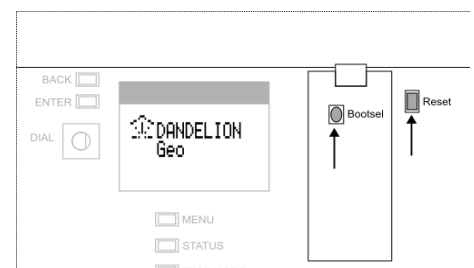 BACK
ENTER
DIAL
DANDELION
Geo
Bootsel
Reset
MENU
STATUS